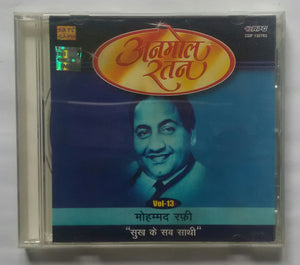 अनमोल
रतन
Vol-13
मोहम्मद रफ़ी
"सुख के सब साथी"